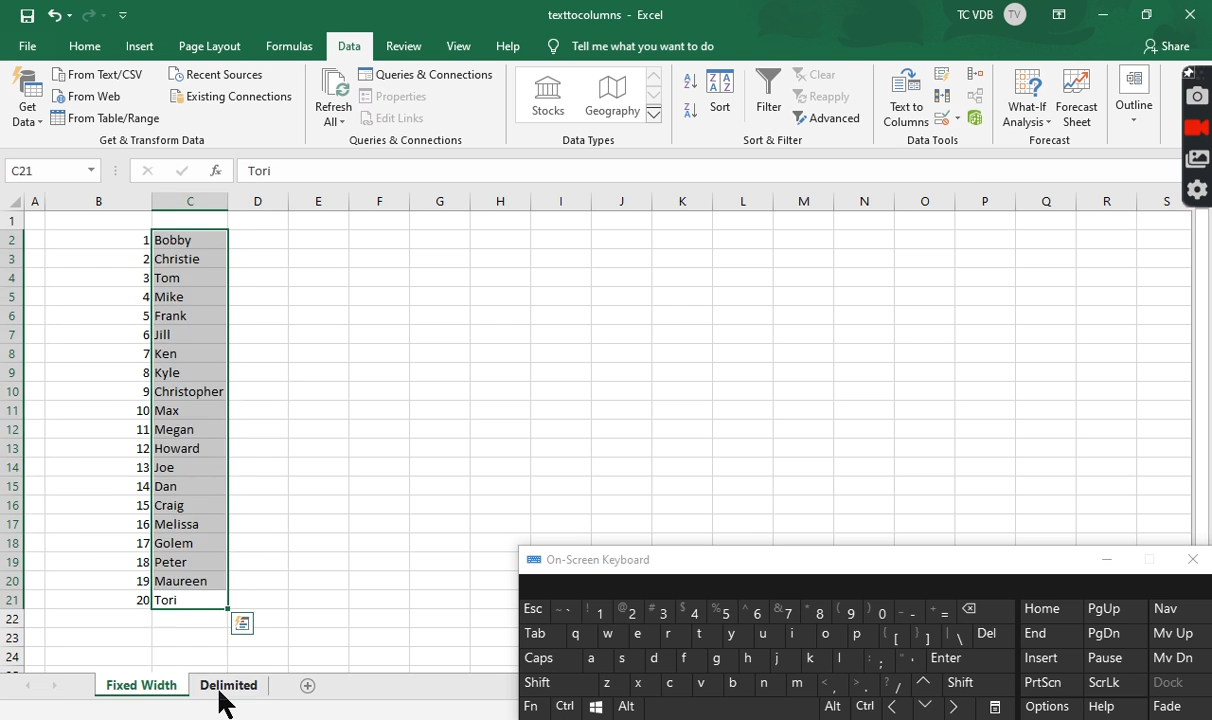 texttocolumns - Excel
TC VDB TV
File Home Insert Page Layout Formulas Data Review View Help Tell me what you want to do Share
Get Data
From Text/CSV
From Web
From Table/Range
Recent Sources
Existing Connections
Get & Transform Data
Refresh All
Queries & Connections
Properties
Edit Links
Queries & Connections
Stocks Geography
Data Types
Sort
Filter
Clear
Reapply
Advanced
Sort & Filter
Text to Columns
Data Tools
What-If Analysis
Forecast Sheet
Forecast
Outline
C21 fx Tori
A B C D E F G H I J K L M N O P Q R S
1
2 1 Bobby
3 2 Christie
4 3 Tom
5 4 Mike
6 5 Frank
7 6 Jill
8 7 Ken
9 8 Kyle
10 9 Christopher
11 10 Max
12 11 Megan
13 12 Howard
14 13 Joe
15 14 Dan
16 15 Craig
17 16 Melissa
18 17 Golem
19 18 Peter
20 19 Maureen
21 20 Tori
22
23
24
Fixed Width Delimited
On-Screen Keyboard
Esc ~ ` ! 1 @ 2 # 3 $ 4 % 5 ^ 6 & 7 * 8 ( 9 ) 0 _ - + = Home PgUp Nav
Tab q w e r t y u i o p { [ } ] | \ Del End PgDn Mv Up
Caps a s d f g h j k l : ; " ' Enter Insert Pause Mv Dn
Shift z x c v b n m < , > . ? / Shift PrtScn ScrLk Dock
Fn Ctrl Alt Alt Ctrl Options Help Fade